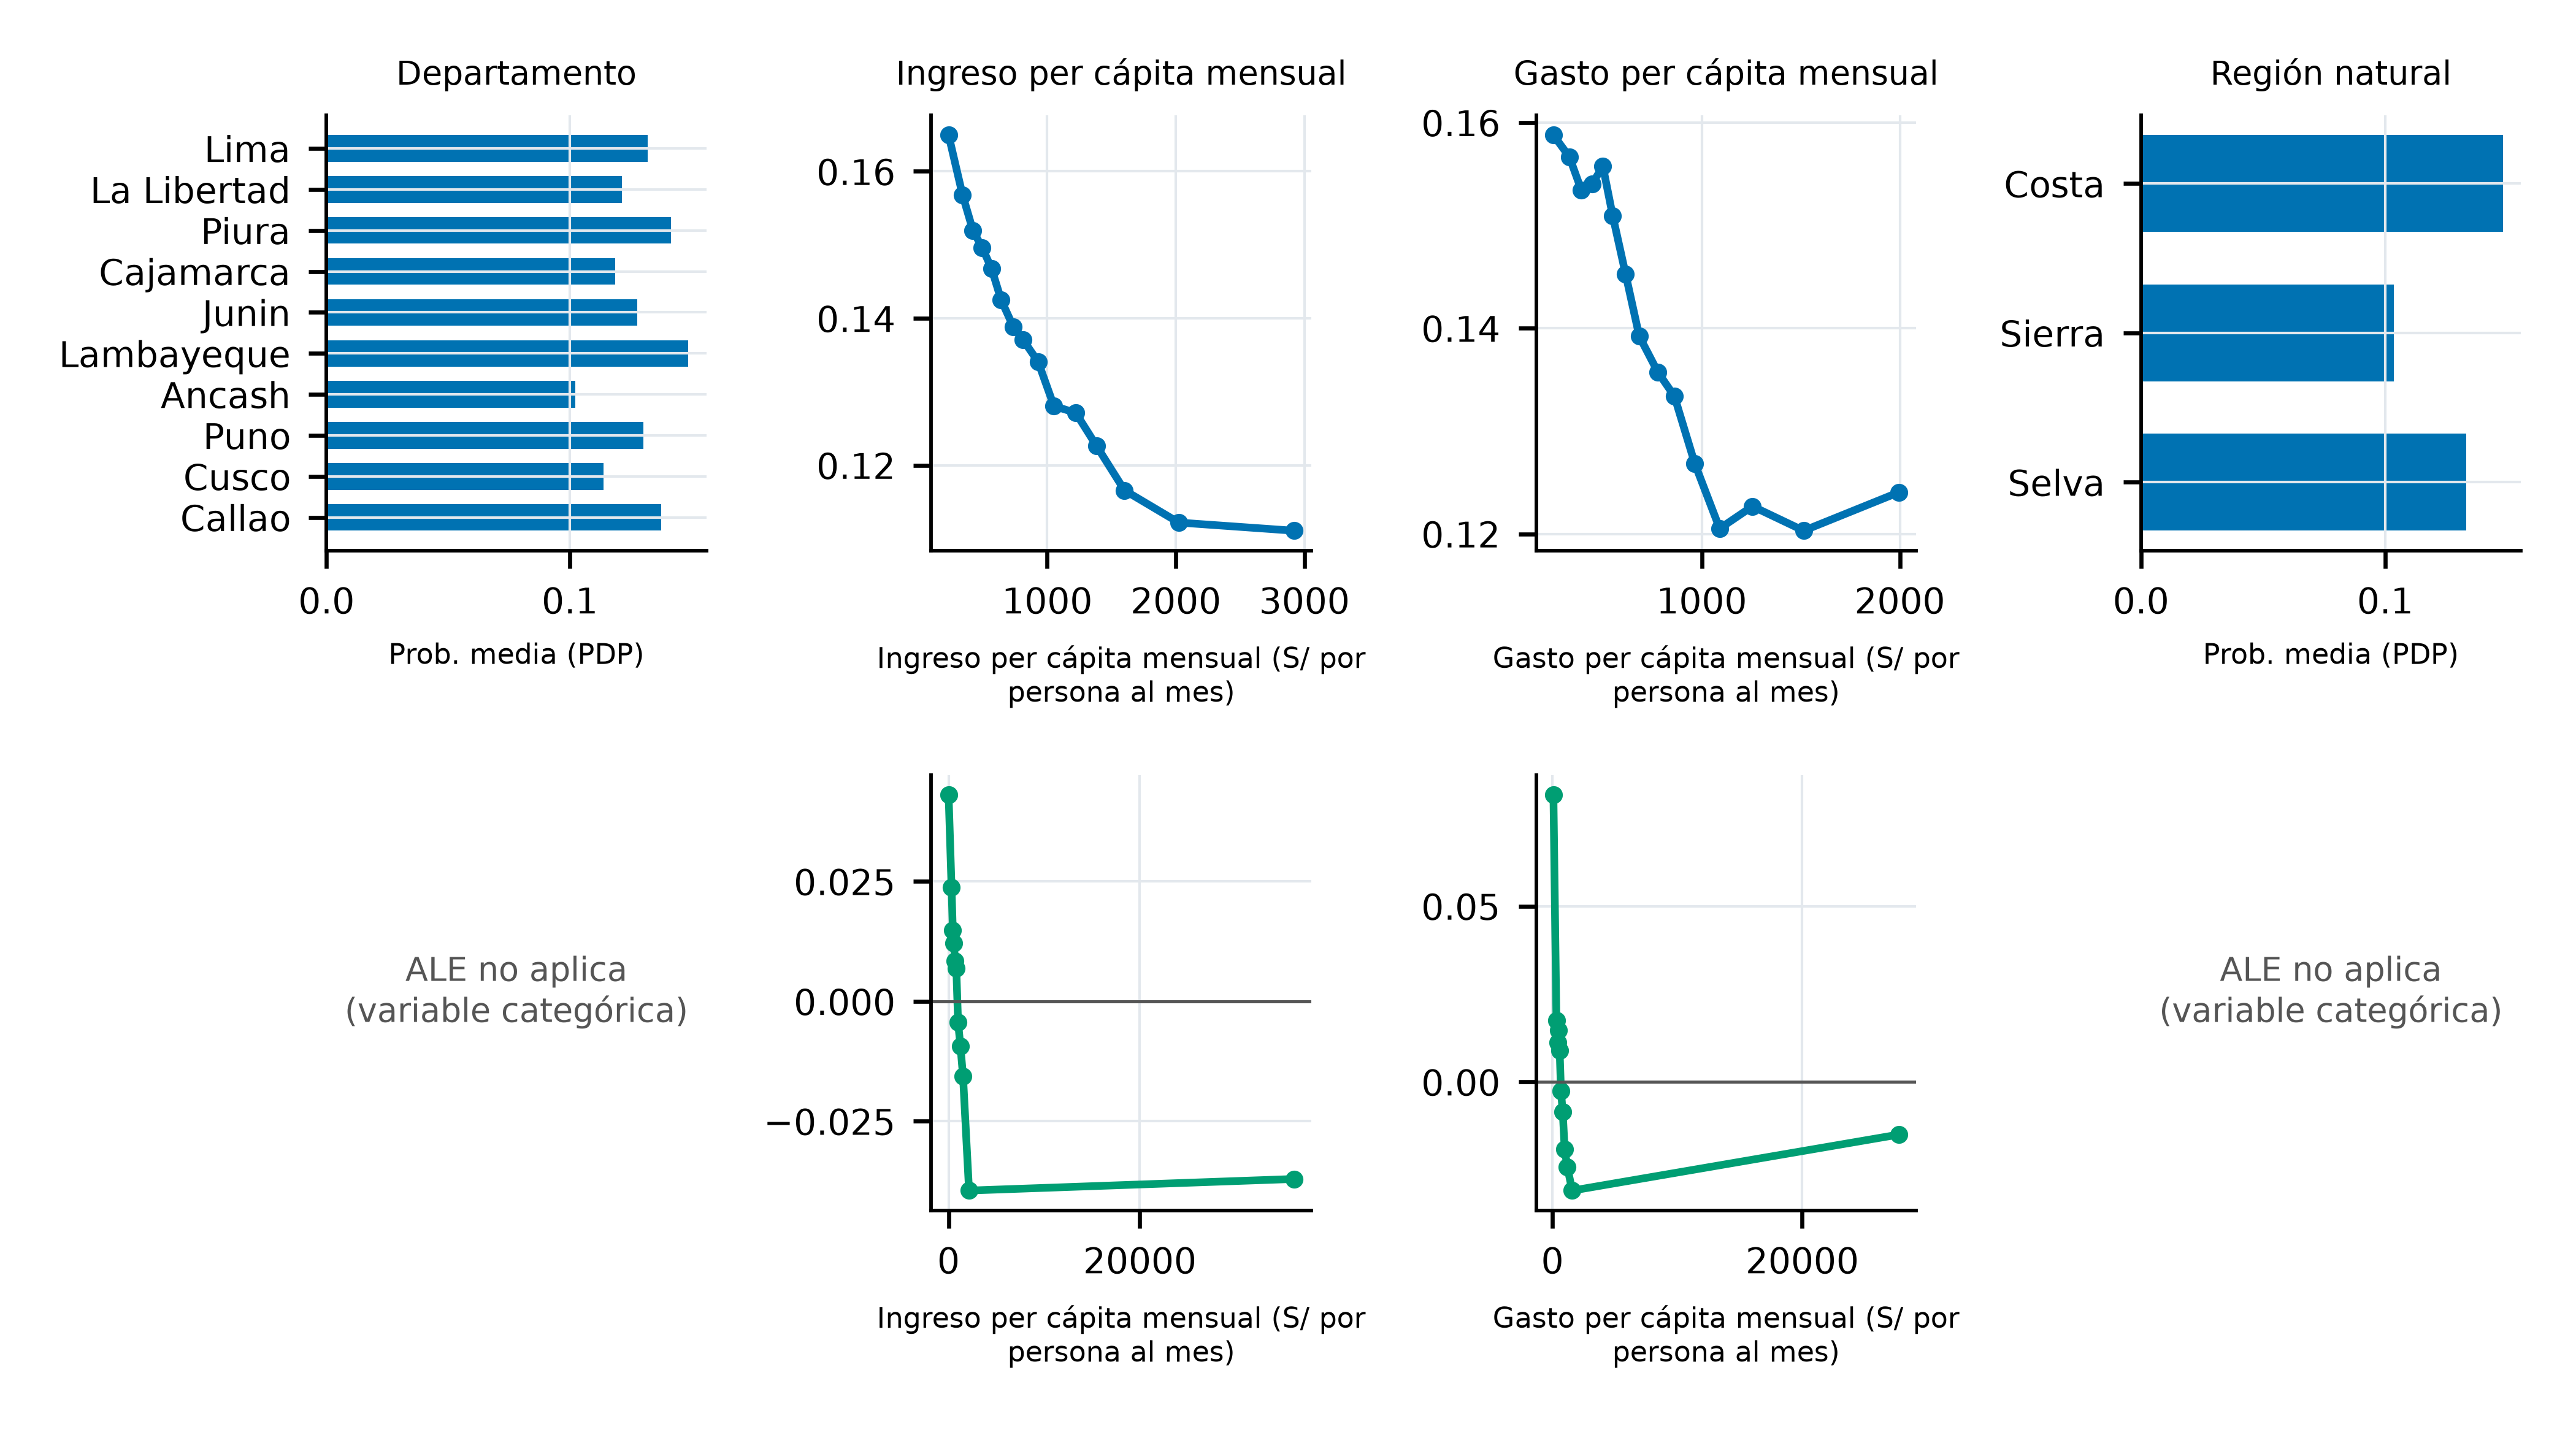 Departamento
Lima
La Libertad
Piura
Cajamarca
Junin
Lambayeque
Ancash
Puno
Cusco
Callao
0.0 0.1
Prob. media (PDP)
Ingreso per cápita mensual
0.16
0.14
0.12
1000 2000 3000
Ingreso per cápita mensual (S/ por
persona al mes)
Gasto per cápita mensual
0.16
0.14
0.12
1000 2000
Gasto per cápita mensual (S/ por
persona al mes)
Región natural
Costa
Sierra
Selva
0.0 0.1
Prob. media (PDP)
ALE no aplica
(variable categórica)
0.025
0.000
−0.025
0 20000
Ingreso per cápita mensual (S/ por
persona al mes)
0.05
0.00
0 20000
Gasto per cápita mensual (S/ por
persona al mes)
ALE no aplica
(variable categórica)